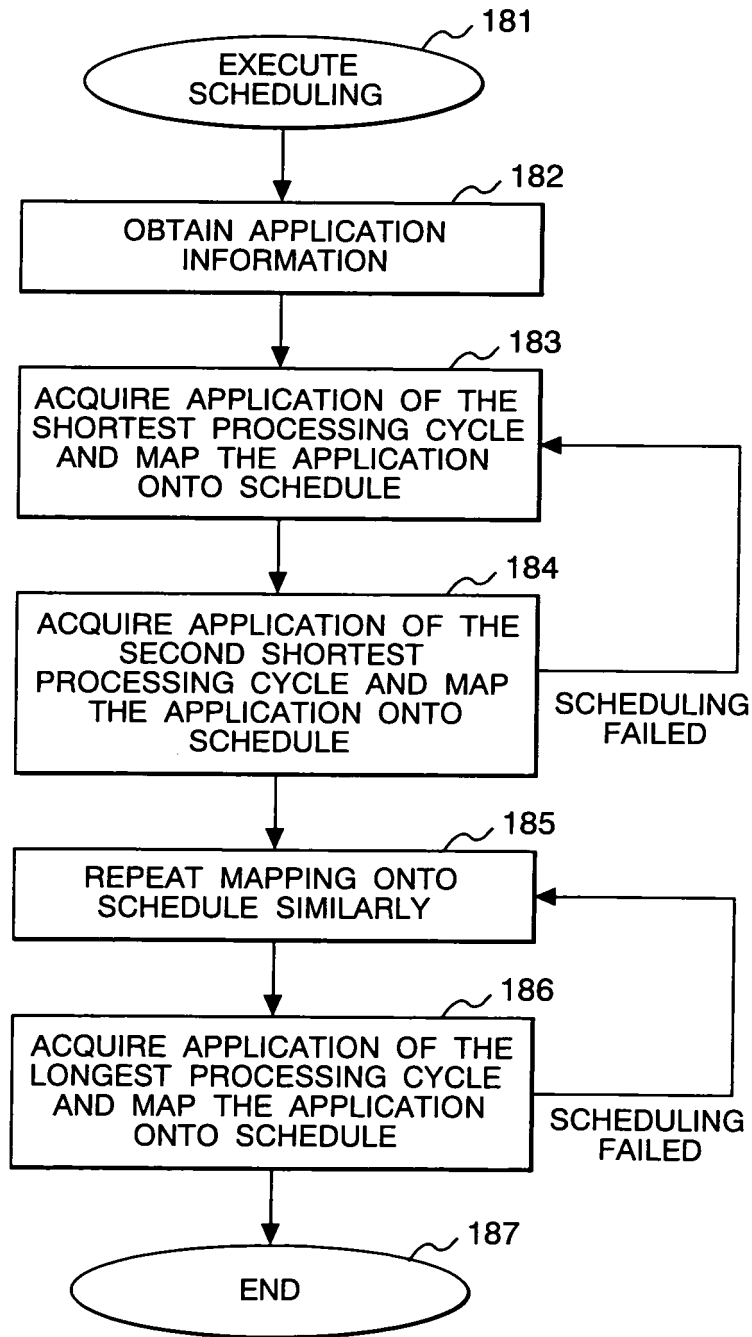 181
EXECUTE
SCHEDULING
182
OBTAIN APPLICATION
INFORMATION
183
ACQUIRE APPLICATION OF THE
SHORTEST PROCESSING CYCLE
AND MAP THE APPLICATION
ONTO SCHEDULE
184
ACQUIRE APPLICATION OF THE
SECOND SHORTEST
PROCESSING CYCLE AND MAP
THE APPLICATION ONTO
SCHEDULE
SCHEDULING
FAILED
185
REPEAT MAPPING ONTO
SCHEDULE SIMILARLY
186
ACQUIRE APPLICATION OF THE
LONGEST PROCESSING CYCLE
AND MAP THE APPLICATION
ONTO SCHEDULE
SCHEDULING
FAILED
187
END